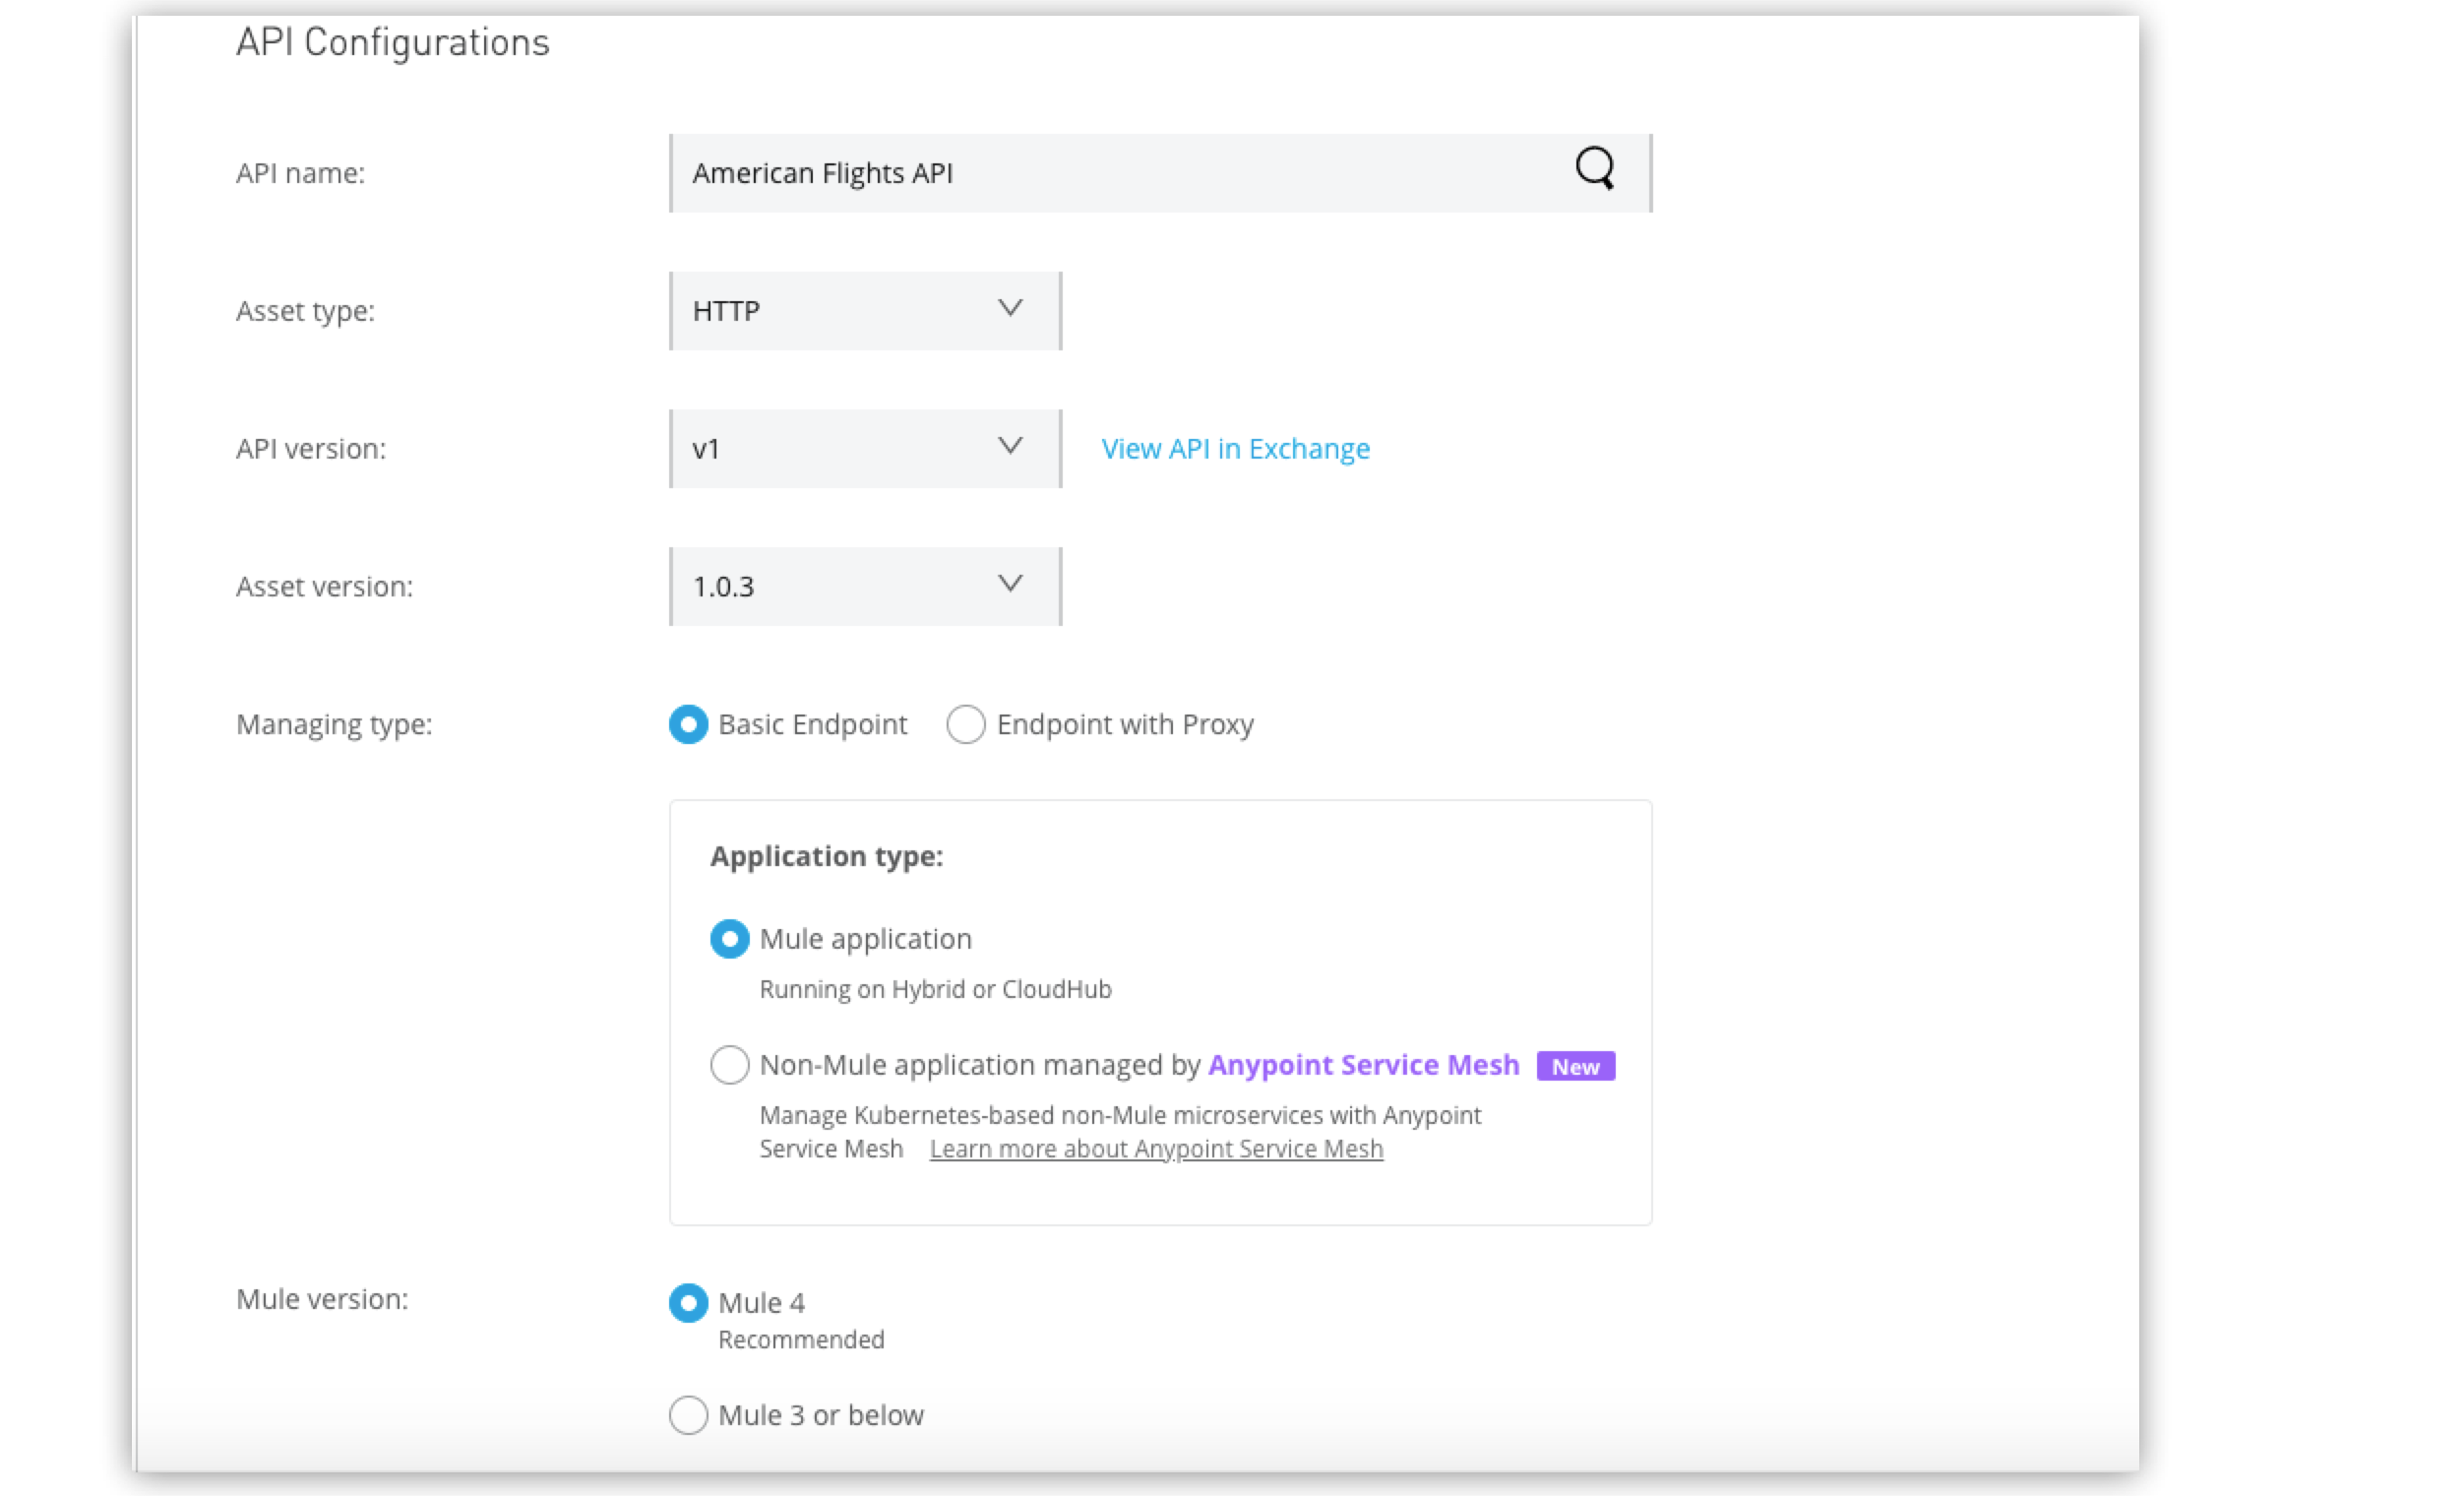 API Configurations
API name:
American Flights API
Asset type:
HTTP
API version:
v1
View API in Exchange
Asset version:
1.0.3
Managing type:
Basic Endpoint
Endpoint with Proxy
Application type:
Mule application
Running on Hybrid or CloudHub
Non-Mule application managed by Anypoint Service Mesh New
Manage Kubernetes-based non-Mule microservices with Anypoint
Service Mesh Learn more about Anypoint Service Mesh
Mule version:
Mule 4
Recommended
Mule 3 or below